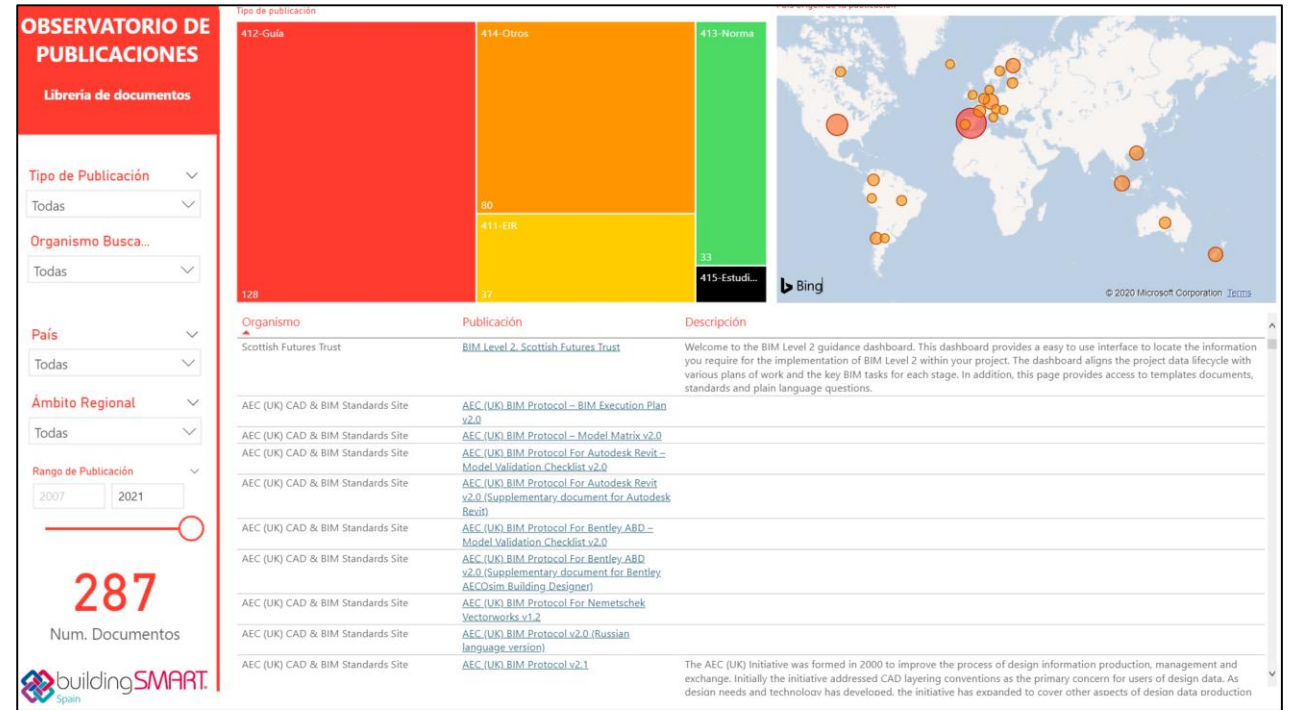 OBSERVATORIO DE
PUBLICACIONES
Libreria de documentos
Tipo de Publicación
Todas
Organismo Busca...
Todas
País
Todas
Ámbito Regional
Todas
Rango de Publicación
2007
2021
287
Num. Documentos
buildingSMART.
Spain
Tipo de publicación
412-Guía
128
414-Otros
80
411-EIR
37
413-Norma
33
415-Estudi...
Bing
© 2020 Microsoft Corporation Terms
Organismo Publicación Descripción
Scottish Futures Trust BIM Level 2. Scottish Futures Trust Welcome to the BIM Level 2 guidance dashboard. This dashboard provides a easy to use interface to locate the information
you require for the implementation of BIM Level 2 within your project. The dashboard aligns the project data lifecycle with
various plans of work and the key BIM tasks for each stage. In addition, this page provides access to templates documents,
standards and plain language questions.
AEC (UK) CAD & BIM Standards Site AEC (UK) BIM Protocol – BIM Execution Plan
v2.0
AEC (UK) CAD & BIM Standards Site AEC (UK) BIM Protocol – Model Matrix v2.0
AEC (UK) CAD & BIM Standards Site AEC (UK) BIM Protocol For Autodesk Revit –
Model Validation Checklist v2.0
AEC (UK) CAD & BIM Standards Site AEC (UK) BIM Protocol For Autodesk Revit
v2.0 (Supplementary document for Autodesk
Revit)
AEC (UK) CAD & BIM Standards Site AEC (UK) BIM Protocol For Bentley ABD –
Model Validation Checklist v2.0
AEC (UK) CAD & BIM Standards Site AEC (UK) BIM Protocol For Bentley ABD
v2.0 (Supplementary document for Bentley
AECOsim Building Designer)
AEC (UK) CAD & BIM Standards Site AEC (UK) BIM Protocol For Nemetschek
Vectorworks v1.2
AEC (UK) CAD & BIM Standards Site AEC (UK) BIM Protocol v2.0 (Russian
language version)
AEC (UK) CAD & BIM Standards Site AEC (UK) BIM Protocol v2.1 The AEC (UK) Initiative was formed in 2000 to improve the process of design information production, management and
exchange. Initially the initiative addressed CAD layering conventions as the primary concern for users of design data. As
design needs and technology has developed, the initiative has expanded to cover other aspects of design data production